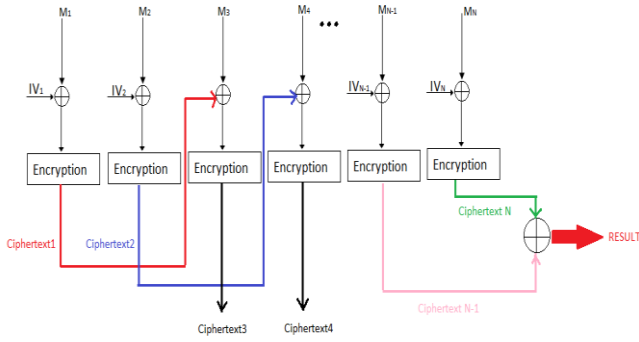 M1 M2 M3 M4 ••• MN-1 MN
IV1 IV2 IVN-1 IVN
Encryption Encryption Encryption Encryption Encryption Encryption
Ciphertext N
Ciphertext1 Ciphertext2 RESULT
Ciphertext N-1
Ciphertext3 Ciphertext4